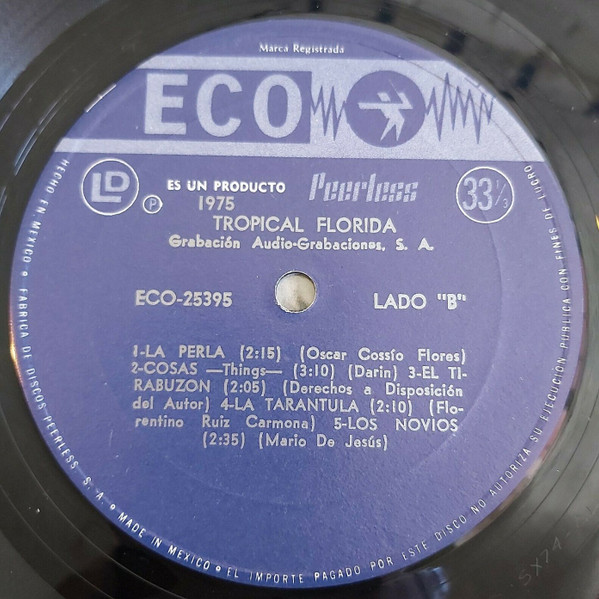 Marca Registrada
ECO
LD
P
ES UN PRODUCTO Peerless
33 1/3
1975
TROPICAL FLORIDA
Grabación Audio-Grabaciones, S. A.
ECO-25395
LADO "B"
1-LA PERLA (2:15) (Oscar Cossío Flores)
2-COSAS —Things— (3:10) (Darin) 3-EL TI-
RABUZON (2:05) (Derechos a Disposición
del Autor) 4-LA TARANTULA (2:10) (Flo-
rentino Ruiz Carmona) 5-LOS NOVIOS
(2:35) (Mario De Jesús)
HECHO EN MEXICO • FABRICA DE DISCOS PEERLESS S. A. • MADE IN MEXICO • EL IMPORTE PAGADO POR ESTE DISCO NO AUTORIZA SU EJECUCION PUBLICA CON FINES DE LUCRO